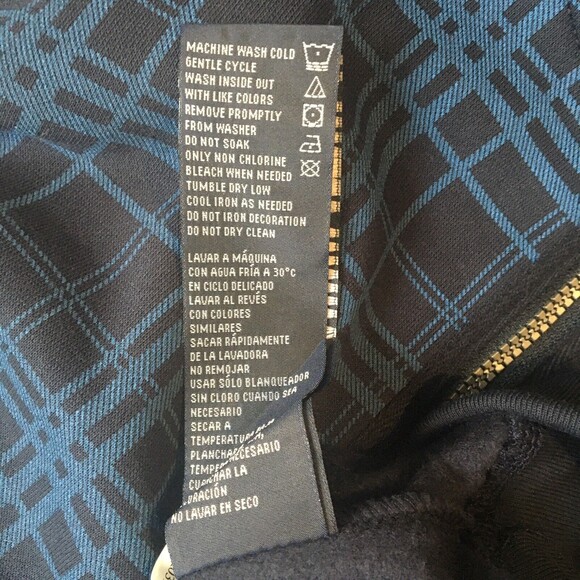 MACHINE WASH COLD
GENTLE CYCLE
WASH INSIDE OUT
WITH LIKE COLORS
REMOVE PROMPTLY
FROM WASHER
DO NOT SOAK
ONLY NON CHLORINE
BLEACH WHEN NEEDED
TUMBLE DRY LOW
COOL IRON AS NEEDED
DO NOT IRON DECORATION
DO NOT DRY CLEAN
LAVAR A MÁQUINA
CON AGUA FRÍA A 30°C
EN CICLO DELICADO
LAVAR AL REVÉS
CON COLORES
SIMILARES
SACAR RÁPIDAMENTE
DE LA LAVADORA
NO REMOJAR
USAR SÓLO BLANQUEADOR
SIN CLORO CUANDO SEA
NECESARIO
SECAR A
NO LAVAR EN SECO